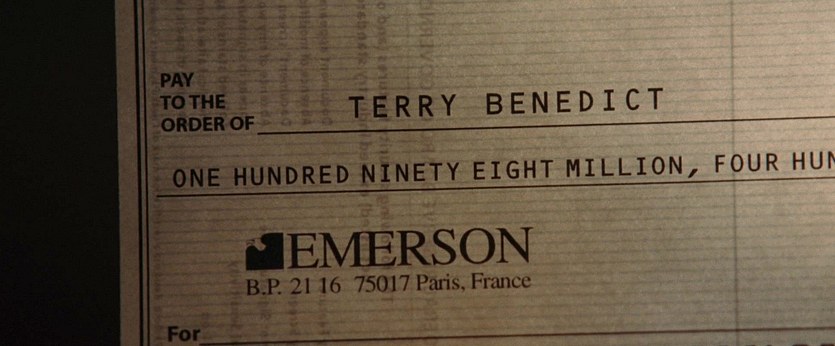 PAY
TO THE
ORDER OF
TERRY BENEDICT
ONE HUNDRED NINETY EIGHT MILLION, FOUR HUN
EMERSON
B.P. 21 16 75017 Paris, France
For